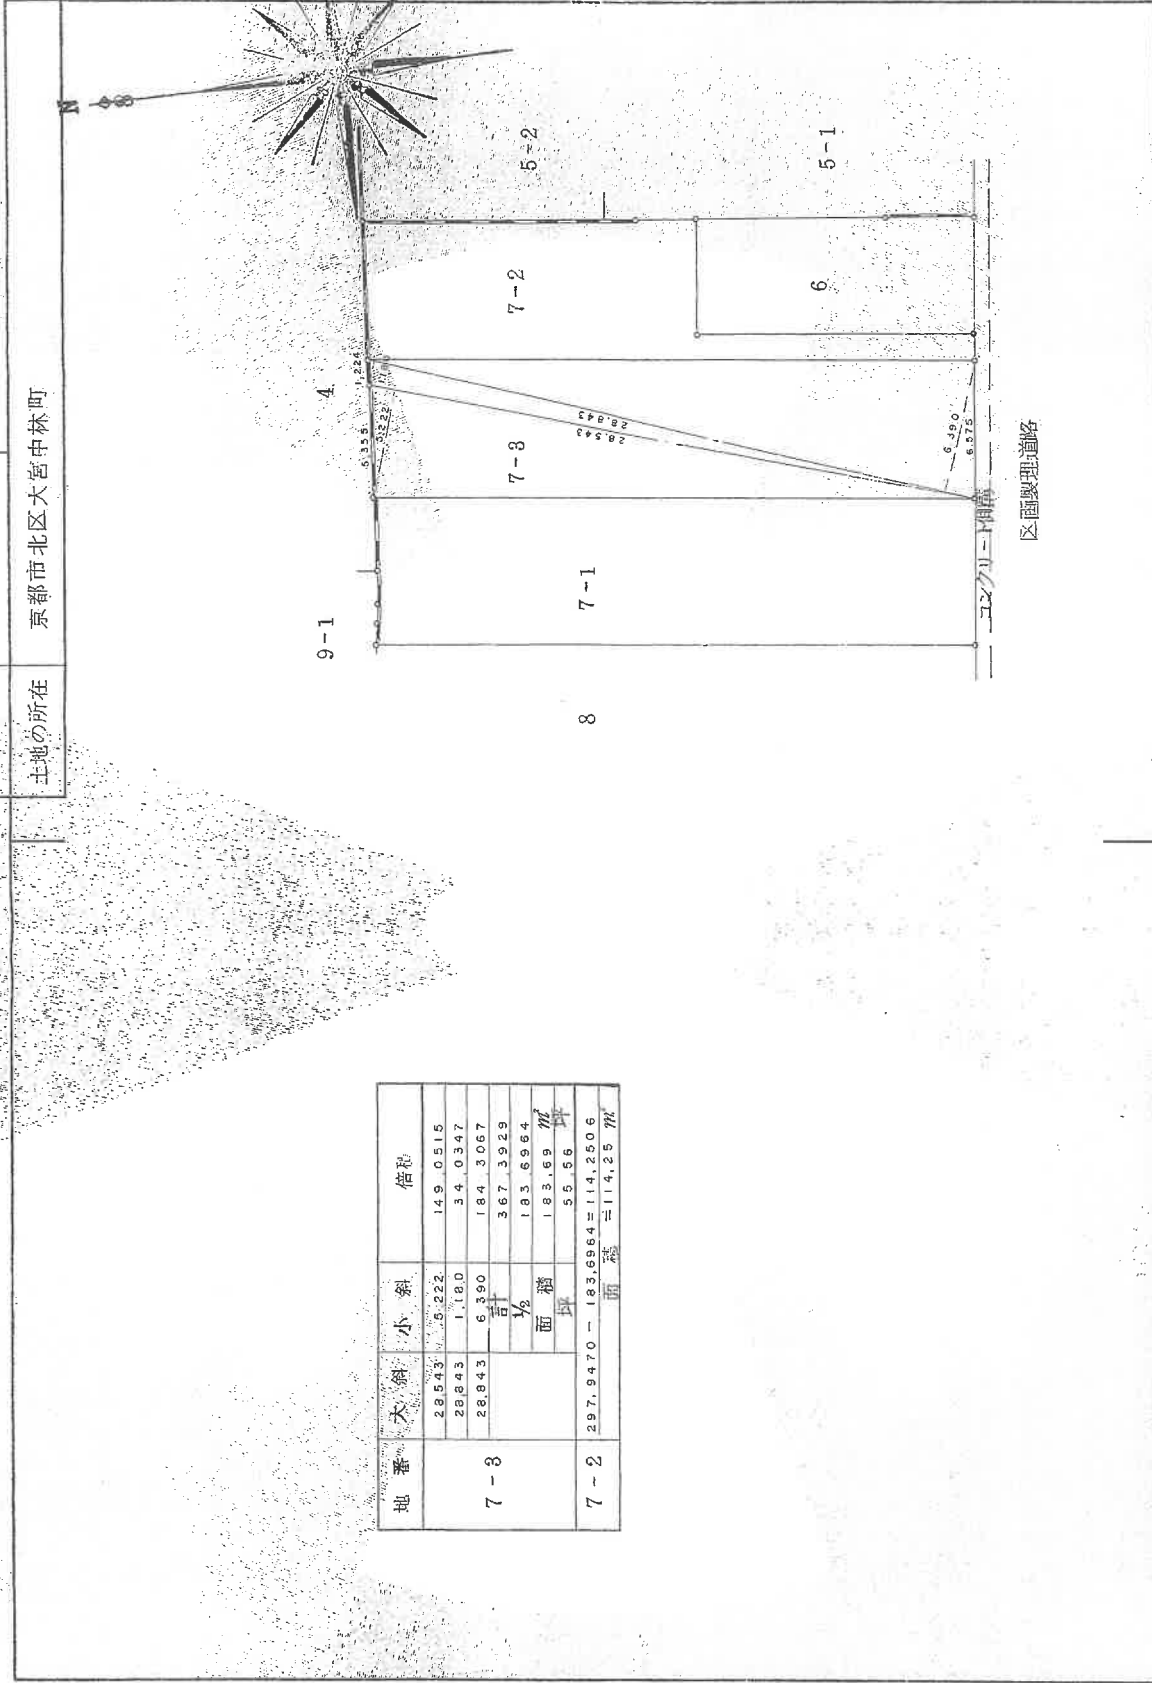 土地の所在 京都市北区大宮中林町
N
9-1
4
5-2
5-1
7-2
6
7-3
7-1
8
5.355
1.224
5.222
28.543
28.843
6.390
6.575
コンクリート側溝
区画整理道路
地番 大斜 小斜 倍積
7-3 28.543 5.222 149.0515
28.843 1.180 34.0347
28.843 6.390 184.3067
計 367.3929
1/2 183.6964
面積 183.69 m²
坪 55.56 坪
7-2 297.9470 - 183.6964 = 114.2506
面積 = 114.25 m²